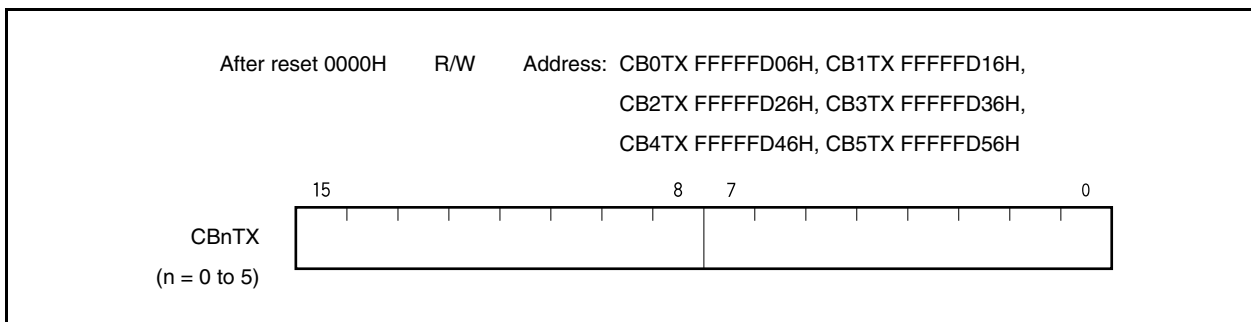 After reset 0000H R/W Address: CB0TX FFFFFD06H, CB1TX FFFFFD16H,
CB2TX FFFFFD26H, CB3TX FFFFFD36H,
CB4TX FFFFFD46H, CB5TX FFFFFD56H
15 8 7 0
CBnTX
(n = 0 to 5)